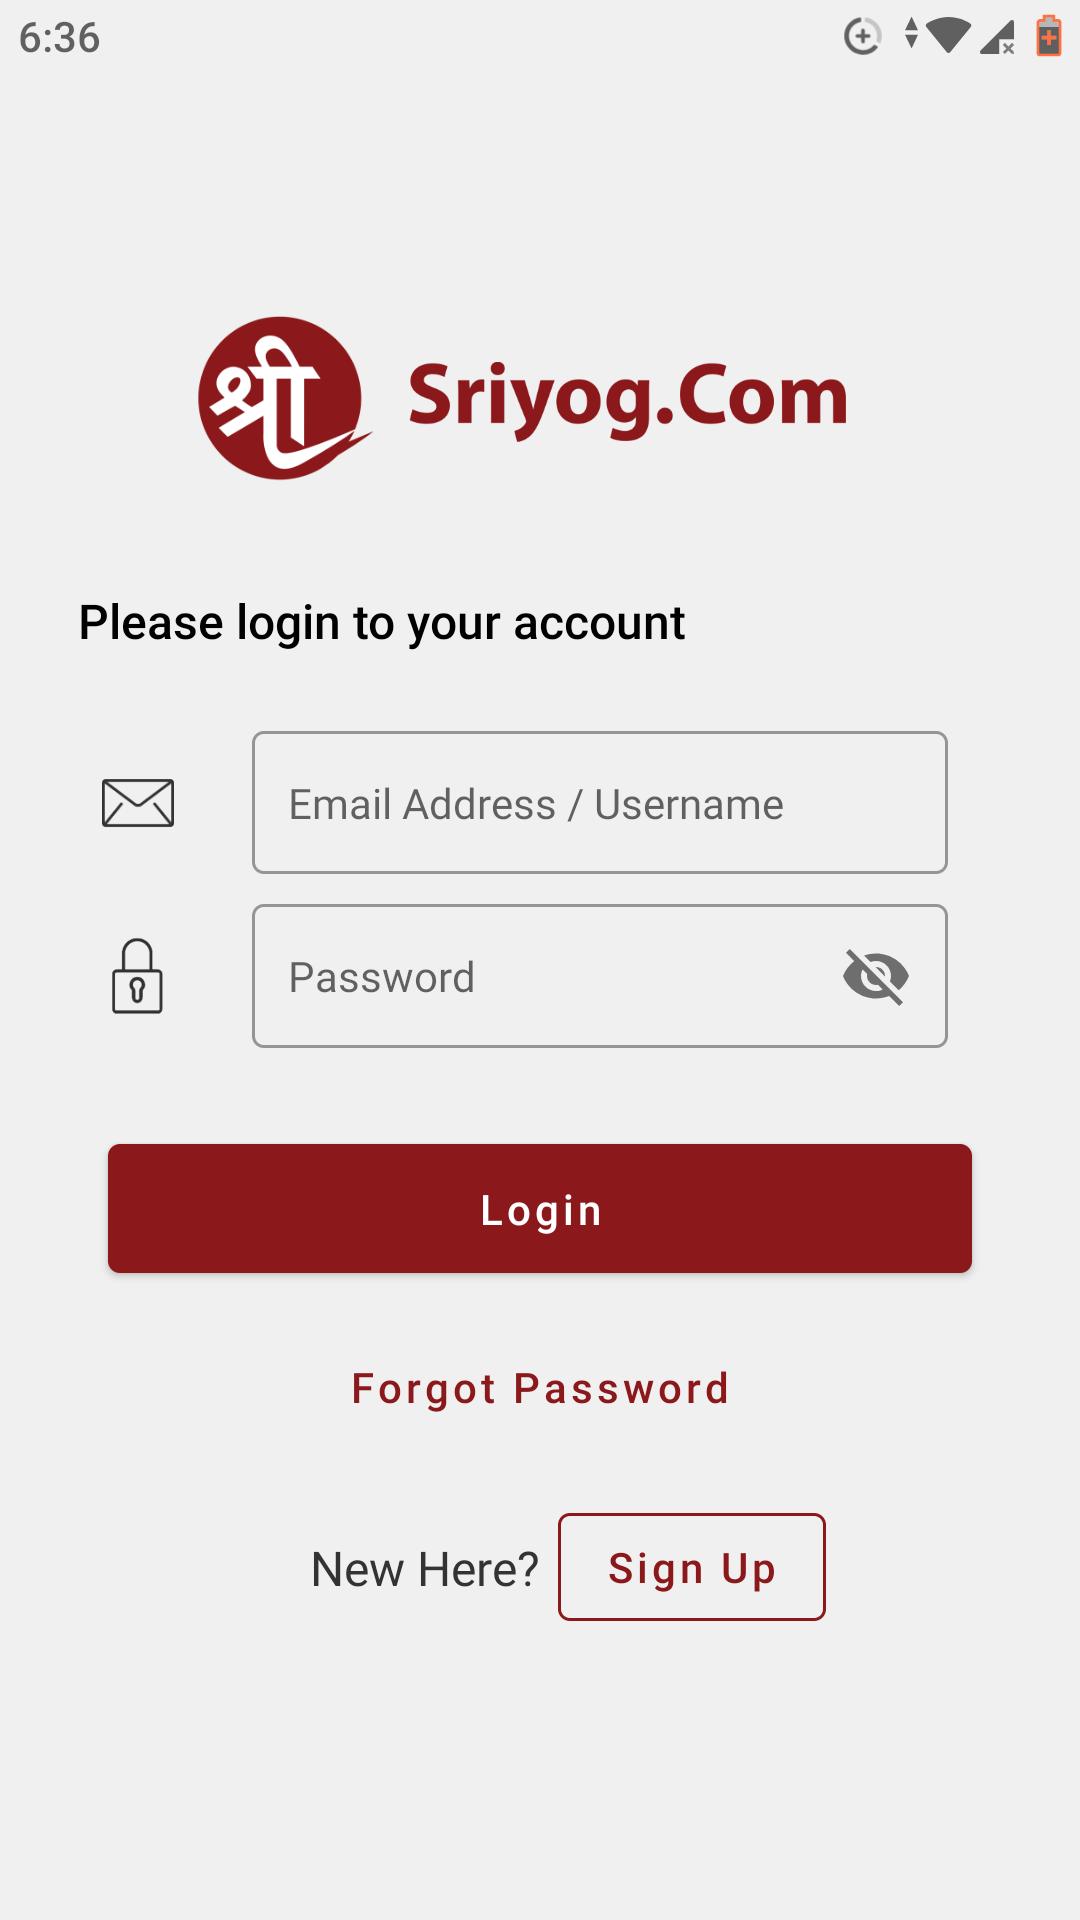 6:36
श्री Sriyog.Com
Please login to your account
Email Address / Username
Password
Login
Forgot Password
New Here? Sign Up